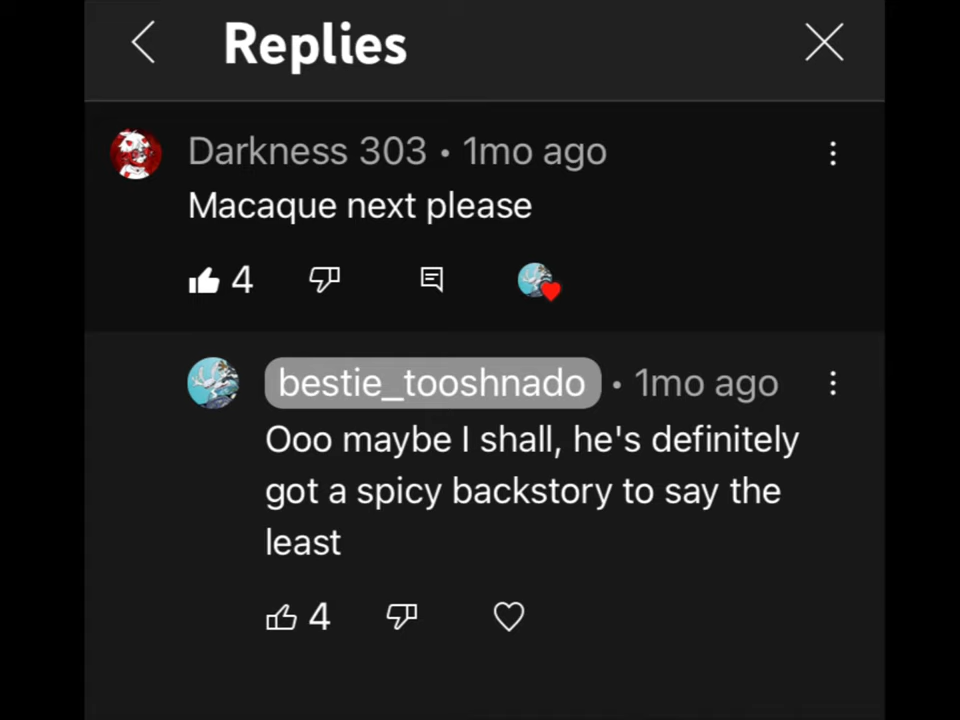 Replies
Darkness 303 • 1mo ago
Macaque next please
4
bestie_tooshnado • 1mo ago
Ooo maybe I shall, he's definitely
got a spicy backstory to say the
least
4